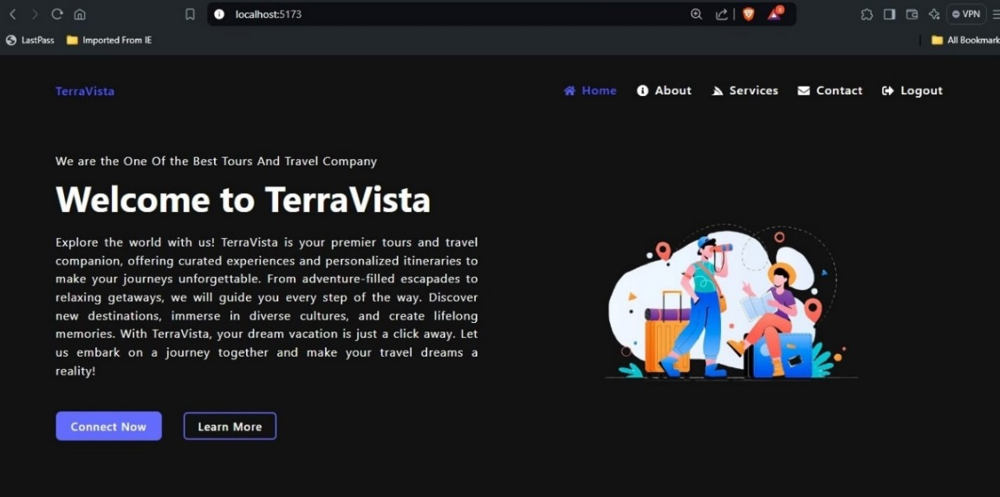 localhost:5173
VPN
LastPass
Imported From IE
All Bookmark
TerraVista
Home
About
Services
Contact
Logout
We are the One Of the Best Tours And Travel Company
Welcome to TerraVista
Explore the world with us! TerraVista is your premier tours and travel
companion, offering curated experiences and personalized itineraries to
make your journeys unforgettable. From adventure-filled escapades to
relaxing getaways, we will guide you every step of the way. Discover
new destinations, immerse in diverse cultures, and create lifelong
memories. With TerraVista, your dream vacation is just a click away. Let
us embark on a journey together and make your travel dreams a
reality!
Connect Now
Learn More